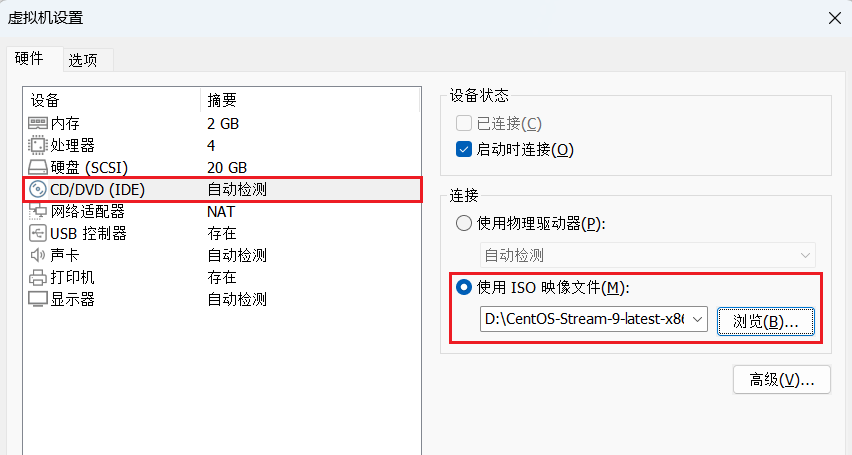 虚拟机设置
硬件 选项
设备 摘要
内存 2 GB
处理器 4
硬盘 (SCSI) 20 GB
CD/DVD (IDE) 自动检测
网络适配器 NAT
USB 控制器 存在
声卡 自动检测
打印机 存在
显示器 自动检测
设备状态
已连接(C)
启动时连接(O)
连接
使用物理驱动器(P):
自动检测
使用 ISO 映像文件(M):
D:\CentOS-Stream-9-latest-x86
浏览(B)...
高级(V)...